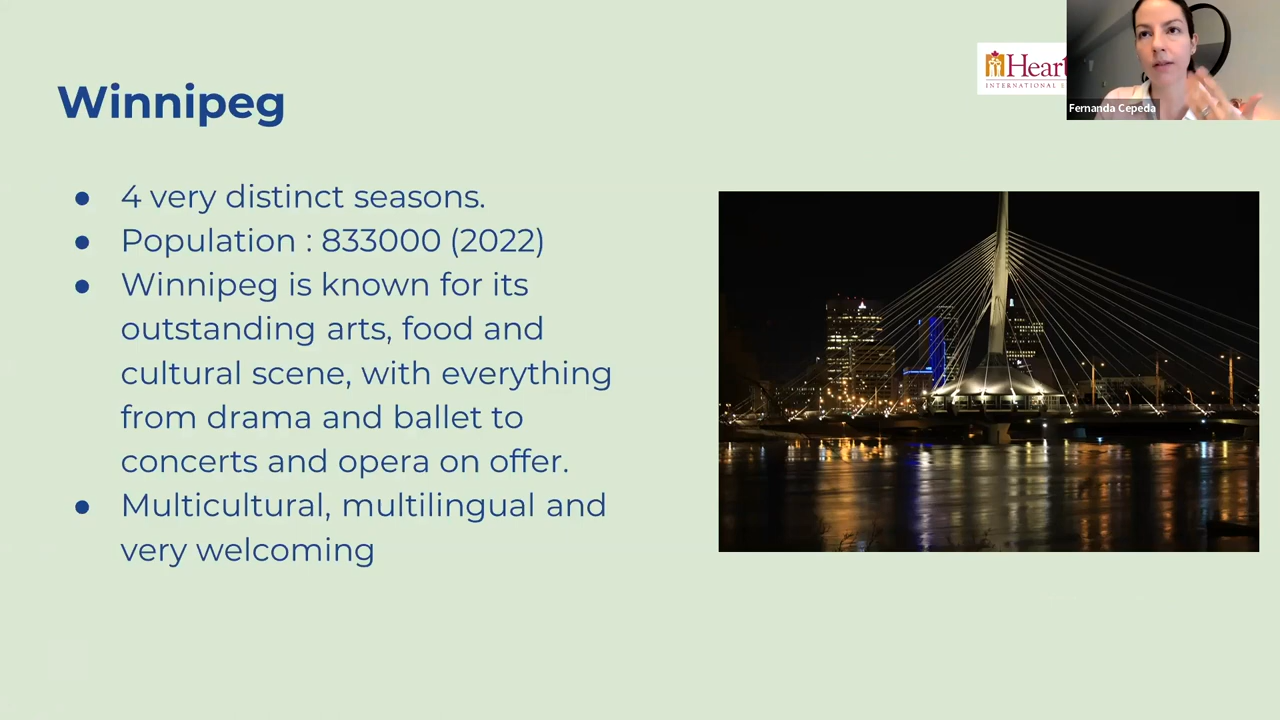 Winnipeg
Hear
INTERNATIONAL
Fernanda Cepeda
● 4 very distinct seasons.
● Population : 833000 (2022)
● Winnipeg is known for its
outstanding arts, food and
cultural scene, with everything
from drama and ballet to
concerts and opera on offer.
● Multicultural, multilingual and
very welcoming